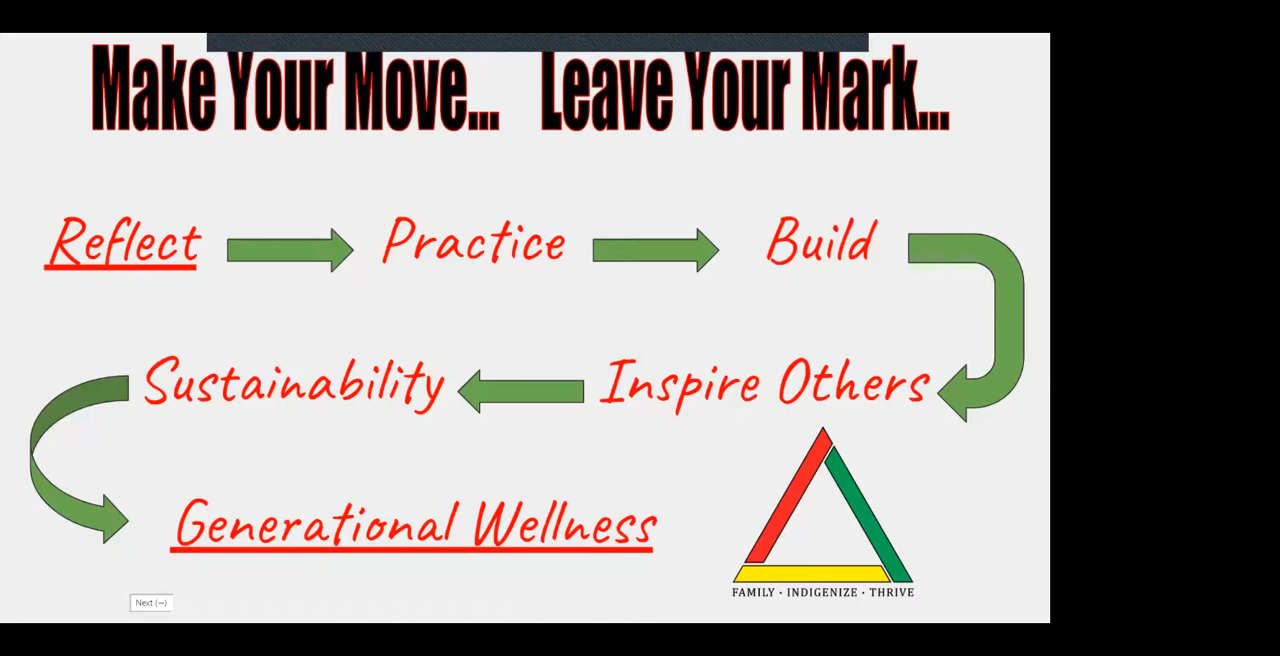 Make Your Move... Leave Your Mark...
Reflect Practice Build
Sustainability Inspire Others
Generational Wellness
FAMILY · INDIGENIZE · THRIVE
Next (→)